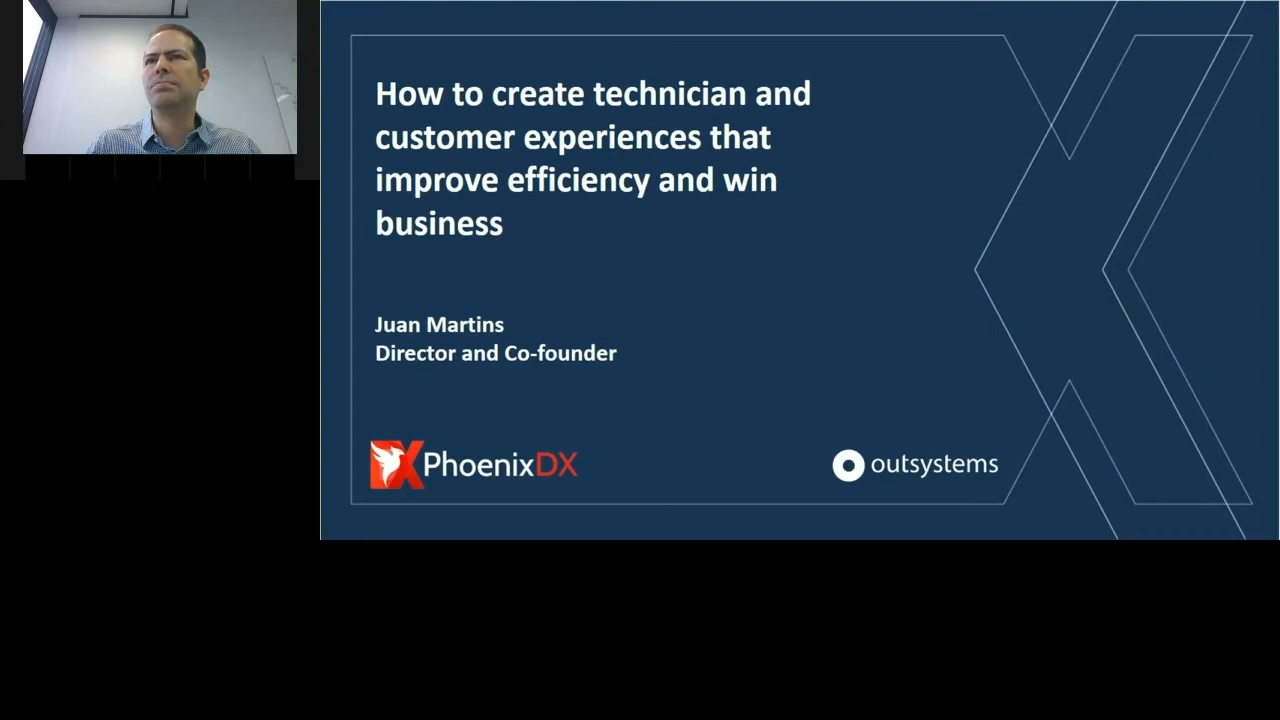 How to create technician and
customer experiences that
improve efficiency and win
business
Juan Martins
Director and Co-founder
PhoenixDX
outsystems